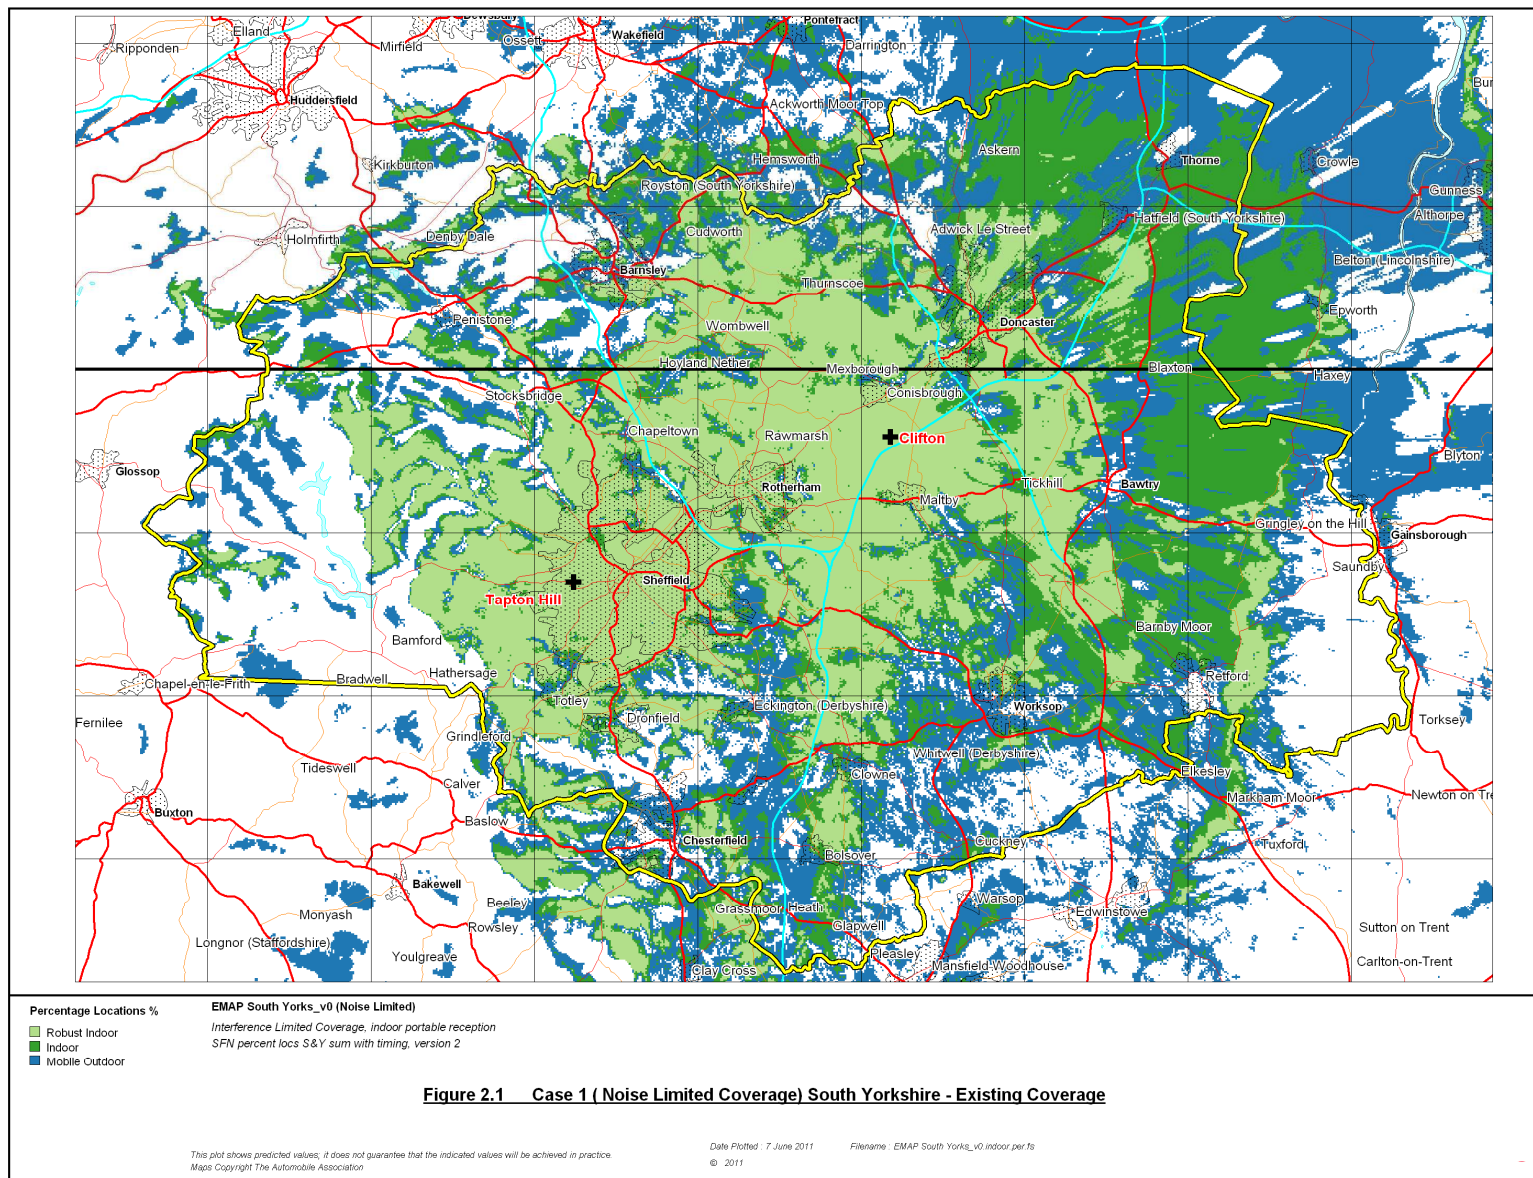 Elland
Dewsbury
Pontefract
Ripponden
Mirfield
Ossett
Wakefield
Darrington
Huddersfield
Ackworth Moor Top
Kirkburton
Hemsworth
Askern
Thorne
Crowle
Royston (South Yorkshire)
Gunness
Holmfirth
Denby Dale
Cudworth
Adwick Le Street
Hatfield (South Yorkshire)
Althorpe
Barnsley
Thurnscoe
Belton (Lincolnshire)
Penistone
Wombwell
Doncaster
Epworth
Hoyland Nether
Mexborough
Blaxton
Haxey
Stocksbridge
Conisbrough
Chapeltown
Rawmarsh
Clifton
Glossop
Blyton
Rotherham
Maltby
Tickhill
Bawtry
Gringley on the Hill
Gainsborough
Saundby
Sheffield
Tapton Hill
Bamford
Barnby Moor
Chapel-en-le-Frith
Bradwell
Hathersage
Retford
Totley
Dronfield
Eckington (Derbyshire)
Worksop
Torksey
Fernilee
Grindleford
Whitwell (Derbyshire)
Tideswell
Calver
Clowne
Elkesley
Markham Moor
Newton on Tre
Buxton
Baslow
Chesterfield
Cuckney
Tuxford
Bolsover
Bakewell
Beeley
Grassmoor
Heath
Warsop
Edwinstowe
Monyash
Rowsley
Glapwell
Sutton on Trent
Longnor (Staffordshire)
Youlgreave
Pleasley
Clay Cross
Mansfield Woodhouse
Carlton-on-Trent
Percentage Locations %
Robust Indoor
Indoor
Mobile Outdoor
EMAP South Yorks_v0 (Noise Limited)
Interference Limited Coverage, indoor portable reception
SFN percent locs S&Y sum with timing, version 2
Figure 2.1 Case 1 ( Noise Limited Coverage) South Yorkshire - Existing Coverage
This plot shows predicted values; it does not guarantee that the indicated values will be achieved in practice.
Maps Copyright The Automobile Association
Date Plotted : 7 June 2011 Filename : EMAP South Yorks_v0.indoor.per.fs
© 2011